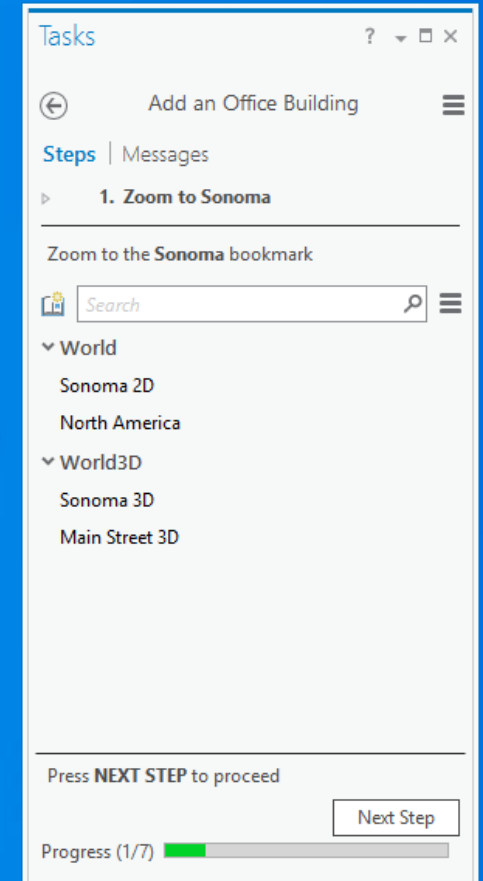 Tasks ?
Add an Office Building
Steps | Messages
1. Zoom to Sonoma
Zoom to the Sonoma bookmark
Search
World
Sonoma 2D
North America
World3D
Sonoma 3D
Main Street 3D
Press NEXT STEP to proceed
Next Step
Progress (1/7)